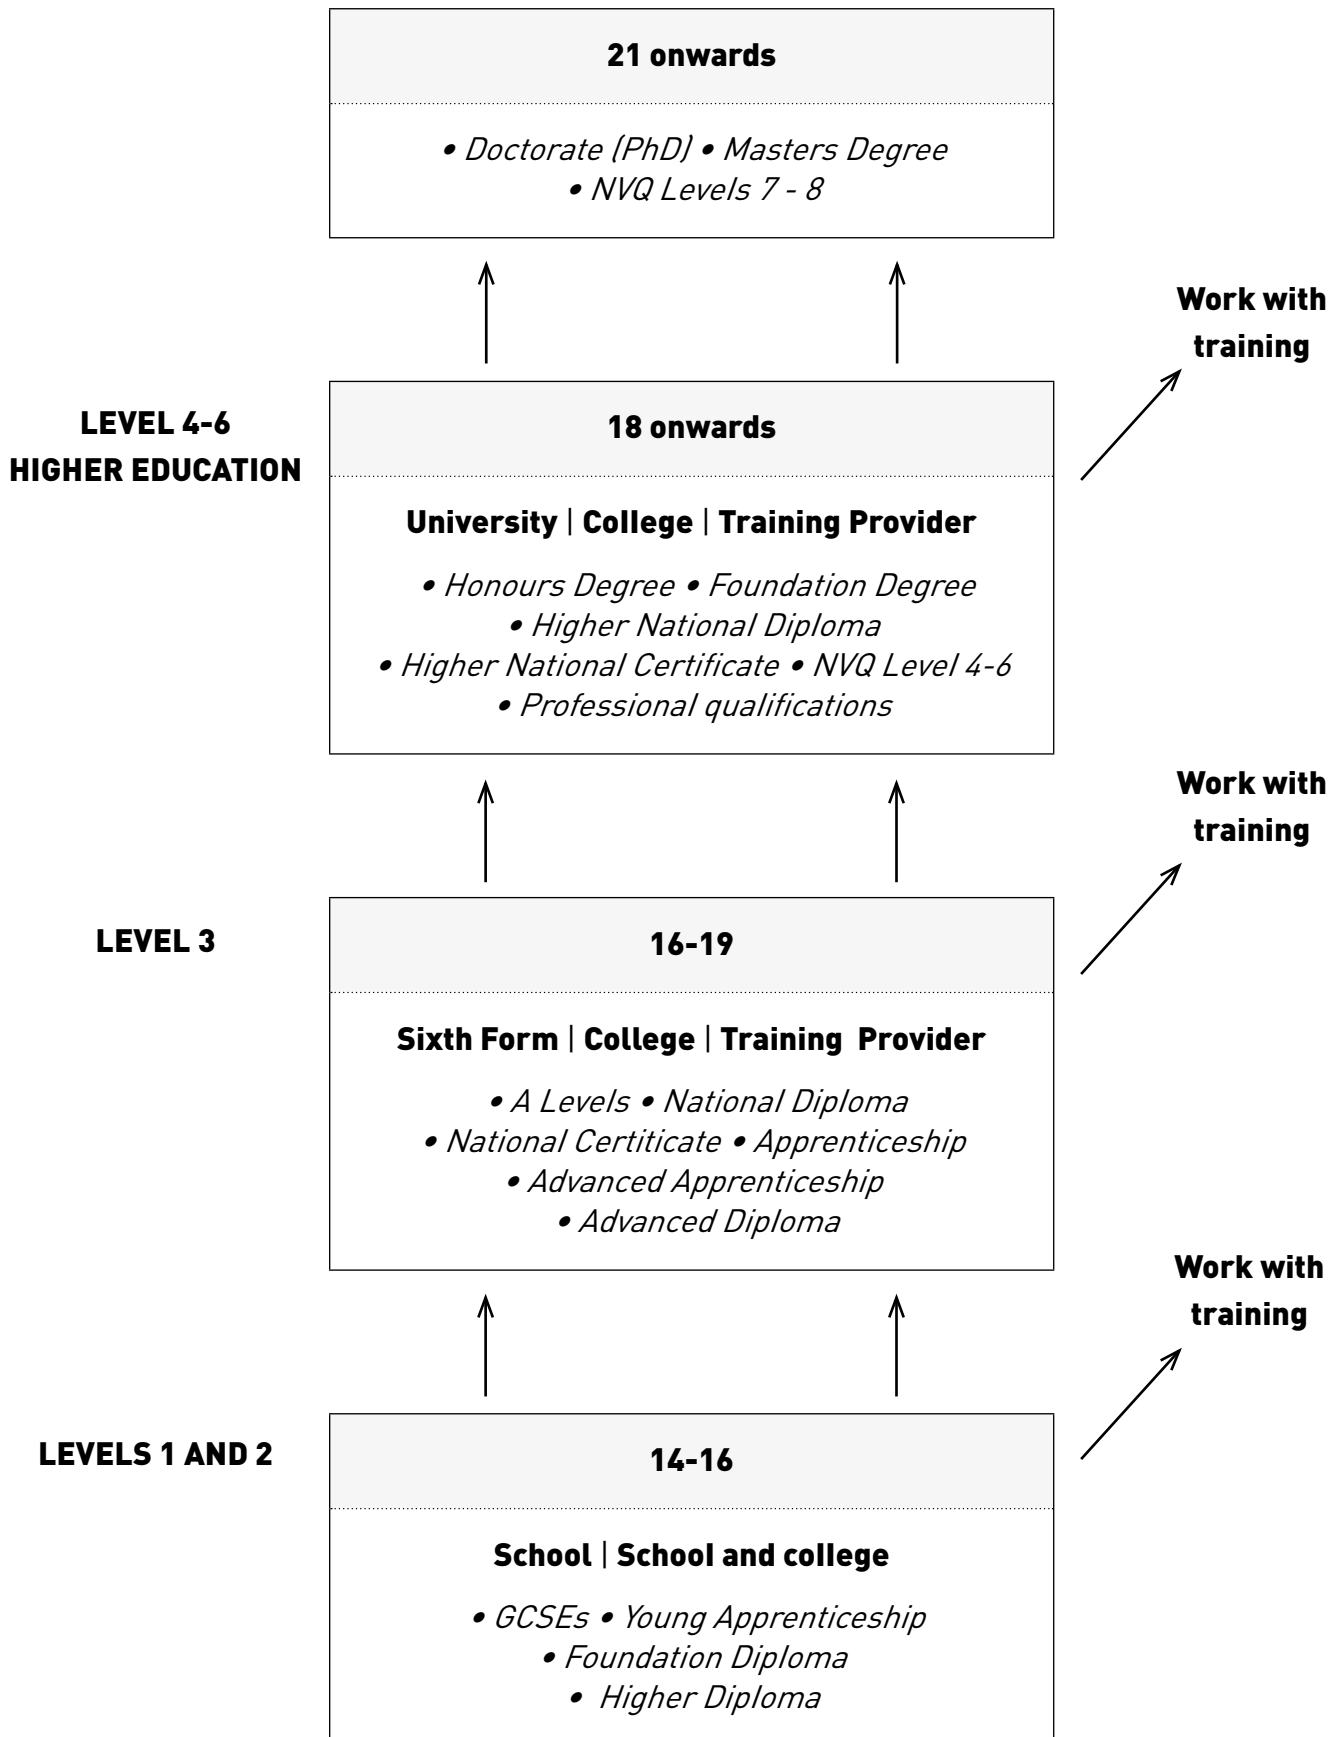 21 onwards
• Doctorate (PhD) • Masters Degree
• NVQ Levels 7 - 8
Work with
training
LEVEL 4-6
HIGHER EDUCATION
18 onwards
University | College | Training Provider
• Honours Degree • Foundation Degree
• Higher National Diploma
• Higher National Certificate • NVQ Level 4-6
• Professional qualifications
Work with
training
LEVEL 3
16-19
Sixth Form | College | Training Provider
• A Levels • National Diploma
• National Certiticate • Apprenticeship
• Advanced Apprenticeship
• Advanced Diploma
Work with
training
LEVELS 1 AND 2
14-16
School | School and college
• GCSEs • Young Apprenticeship
• Foundation Diploma
• Higher Diploma